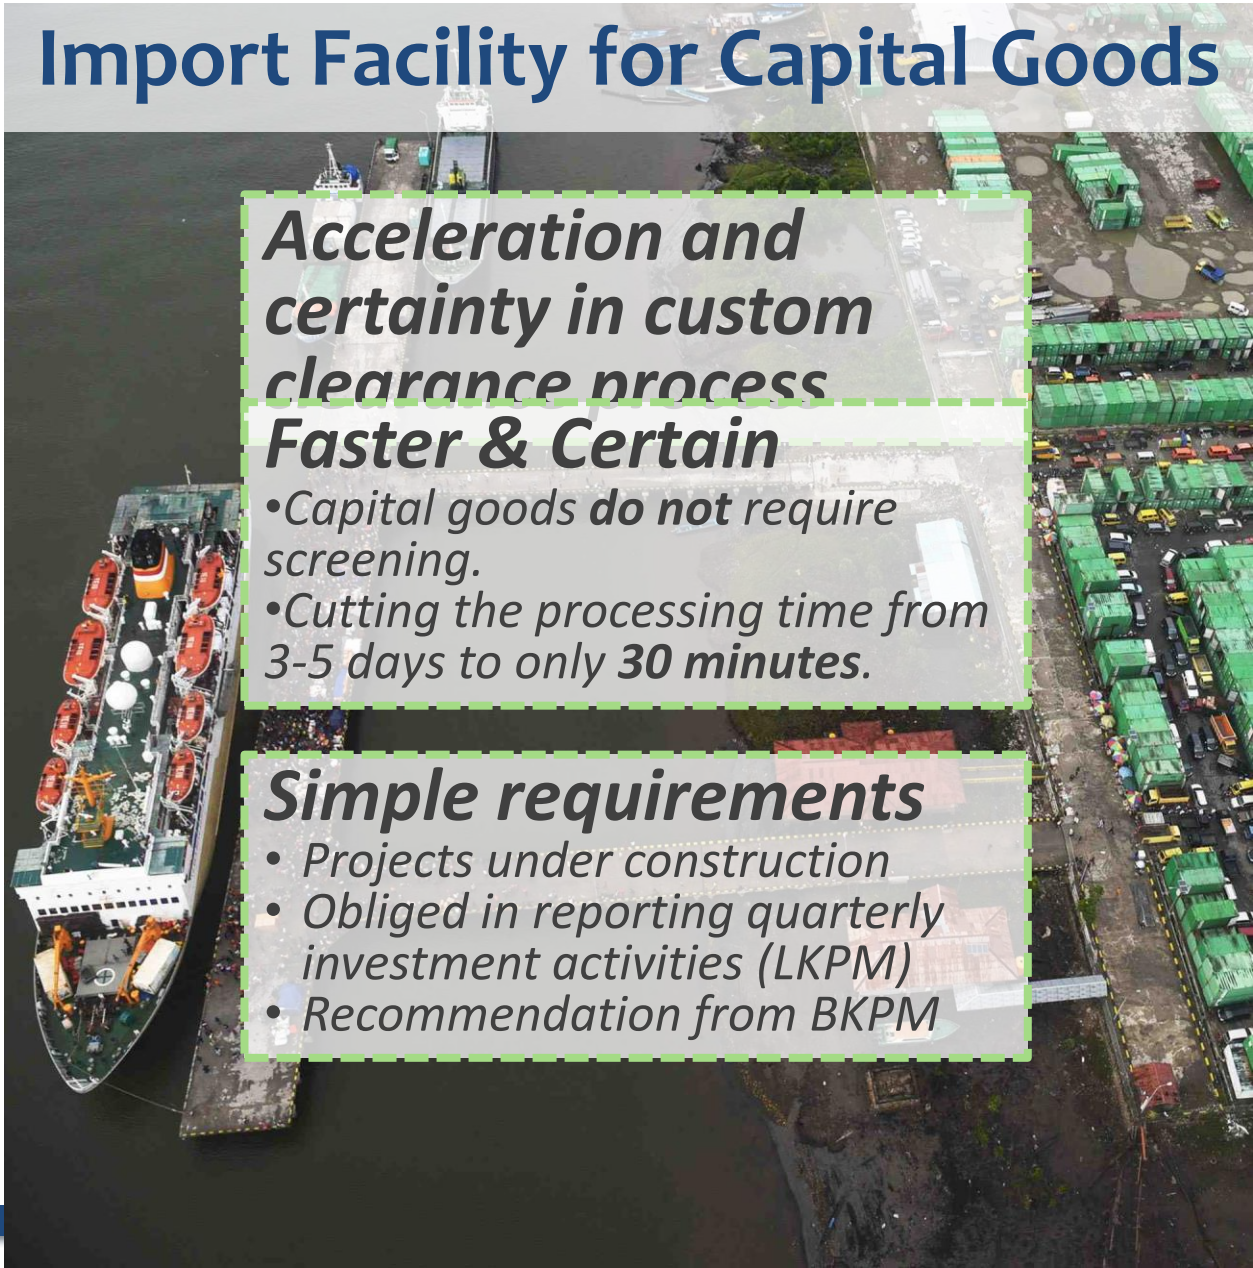 Import Facility for Capital Goods
Acceleration and
certainty in custom
clearance process
Faster & Certain
•Capital goods do not require
screening.
•Cutting the processing time from
3-5 days to only 30 minutes.
Simple requirements
• Projects under construction
• Obliged in reporting quarterly
investment activities (LKPM)
• Recommendation from BKPM